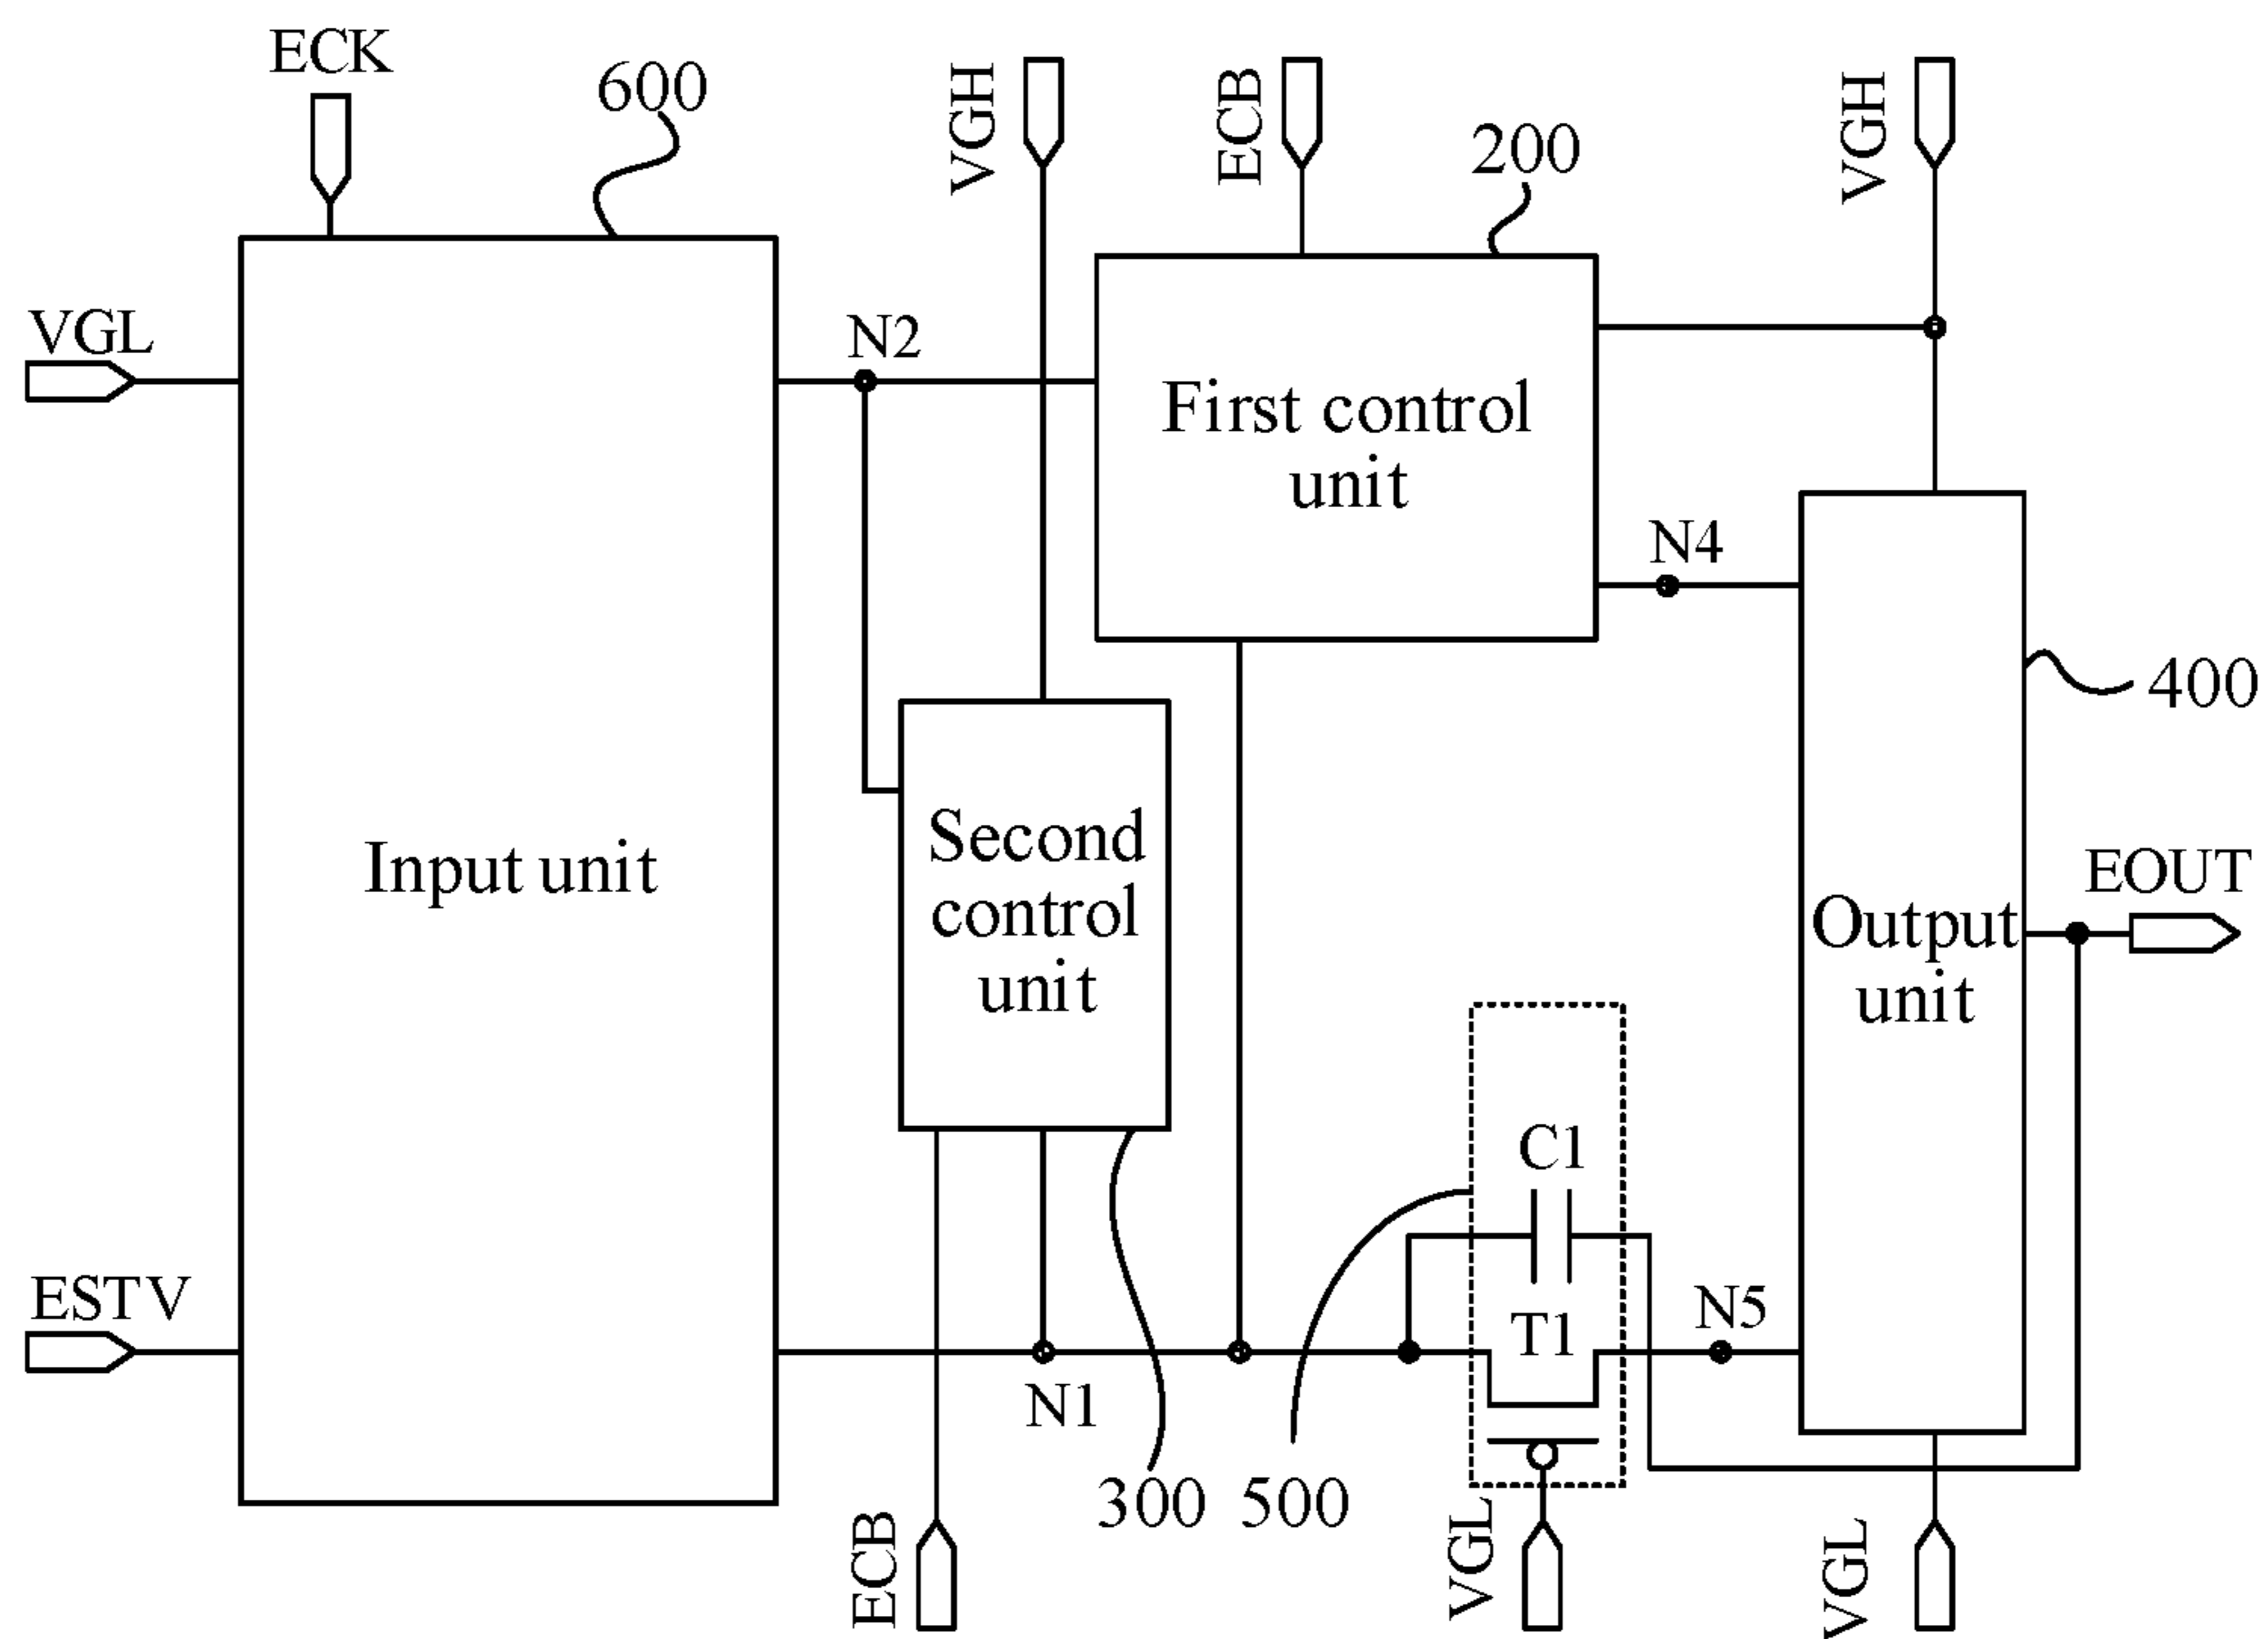 ECK
600
VGH
ECB
200
VGH
VGL
N2
First control
unit
N4
400
Input unit
Second
control
unit
EOUT
Output
unit
C1
ESTV
N5
T1
N1
300
500
ECB
VGL
VGL